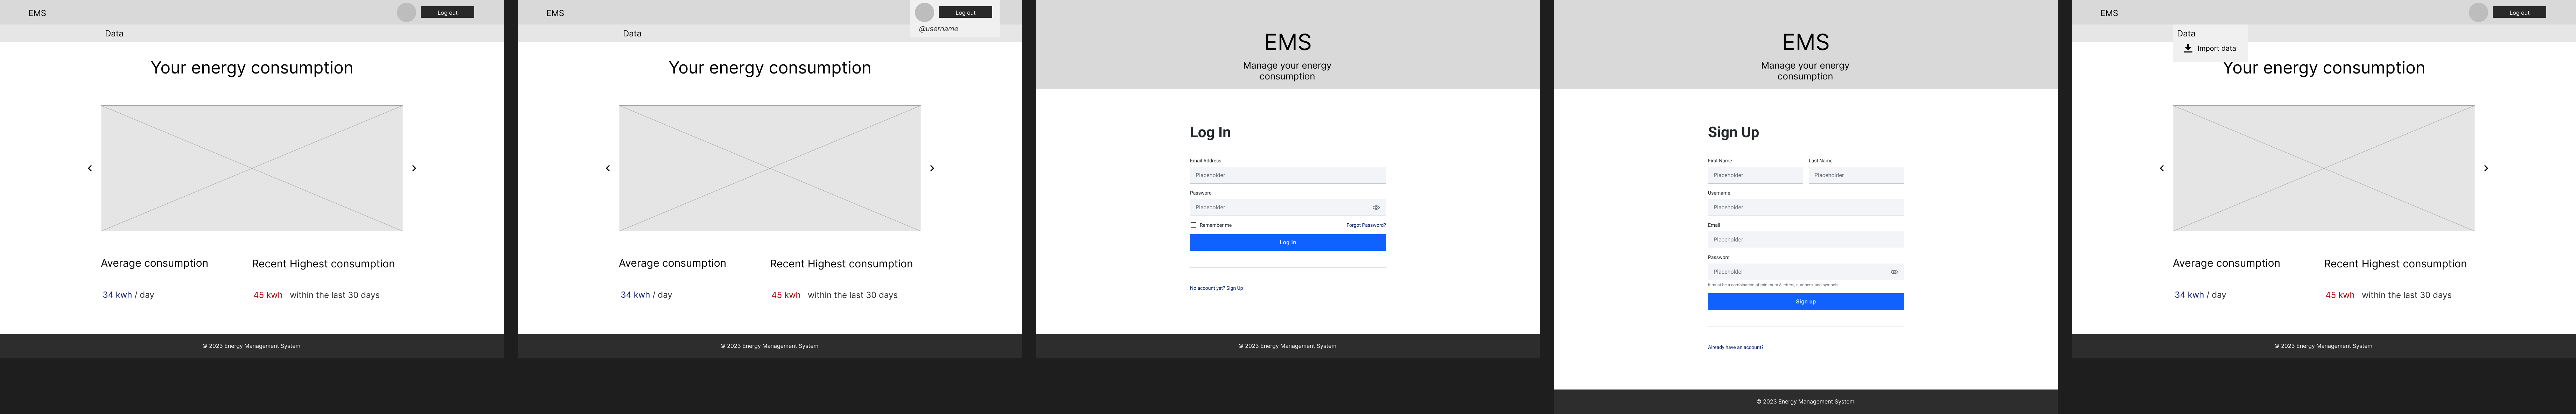 EMS
Log out
Data
Your energy consumption
Average consumption
Recent Highest consumption
34 kwh / day
45 kwh within the last 30 days
© 2023 Energy Management System
EMS
Log out
@username
Data
Your energy consumption
Average consumption
Recent Highest consumption
34 kwh / day
45 kwh within the last 30 days
© 2023 Energy Management System
EMS
Manage your energy
consumption
Log In
Email Address
Placeholder
Password
Placeholder
Remember me
Forgot Password?
Log In
No account yet? Sign Up
© 2023 Energy Management System
EMS
Manage your energy
consumption
Sign Up
First Name
Last Name
Placeholder
Placeholder
Username
Placeholder
Email
Placeholder
Password
Placeholder
It must be a combination of minimum 8 letters, numbers, and symbols.
Sign up
Already have an account?
© 2023 Energy Management System
EMS
Log out
Data
Import data
Your energy consumption
Average consumption
Recent Highest consumption
34 kwh / day
45 kwh within the last 30 days
© 2023 Energy Management System